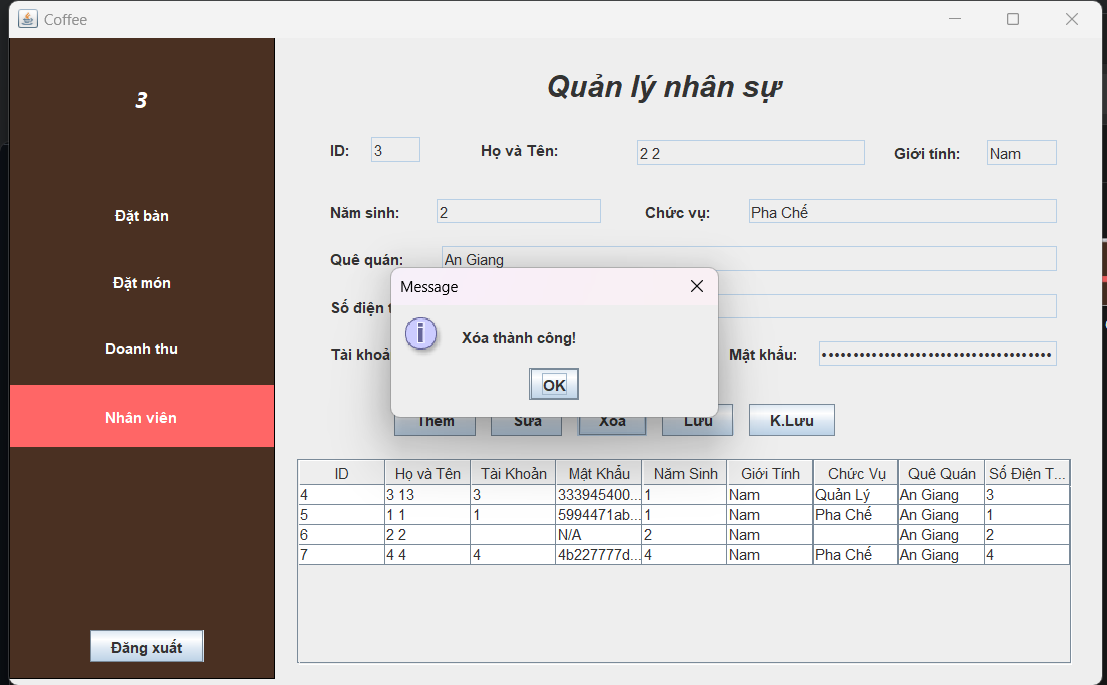 Coffee
3
Quản lý nhân sự
ID: 3 Họ và Tên: 2 2 Giới tính: Nam
Năm sinh: 2 Chức vụ: Pha Chế
Đặt bàn
Quê quán: An Giang
Đặt món
Message
Số điện
Xóa thành công!
Doanh thu
Tài khoả Mật khẩu: ••••••••••••••••••••••••••••••••••••
OK
Nhân viên
Thêm Sửa Xóa Lưu K.Lưu
ID Họ và Tên Tài Khoản Mật Khẩu Năm Sinh Giới Tính Chức Vụ Quê Quán Số Điện T...
4 3 13 3 333945400... 1 Nam Quản Lý An Giang 3
5 1 1 1 5994471ab... 1 Nam Pha Chế An Giang 1
6 2 2 N/A 2 Nam An Giang 2
7 4 4 4 4b227777d... 4 Nam Pha Chế An Giang 4
Đăng xuất